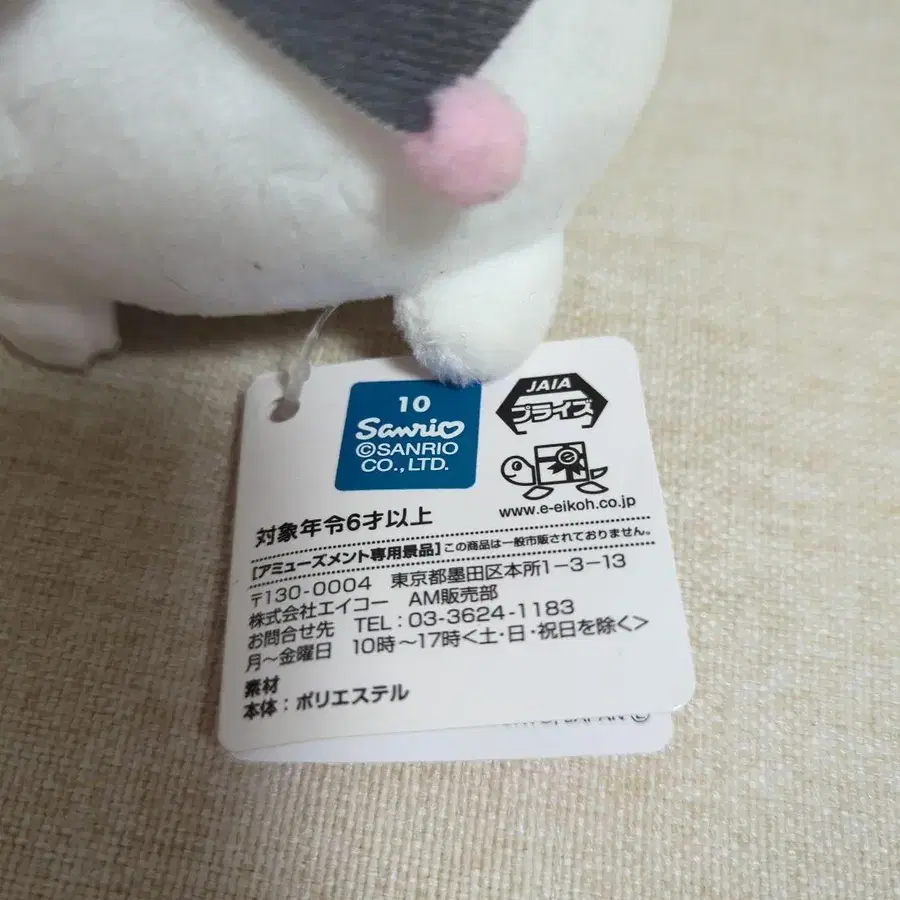 10
Sanrio
©SANRIO
CO., LTD.
JAIA
プライズ
www.e-eikoh.co.jp
対象年令6才以上
[アミューズメント専用景品] この商品は一般市販されておりません。
〒130-0004 東京都墨田区本所1-3-13
株式会社エイコー AM販売部
お問合せ先 TEL：03-3624-1183
月～金曜日 10時～17時<土・日・祝日を除く>
素材
本体：ポリエステル
JAPAN